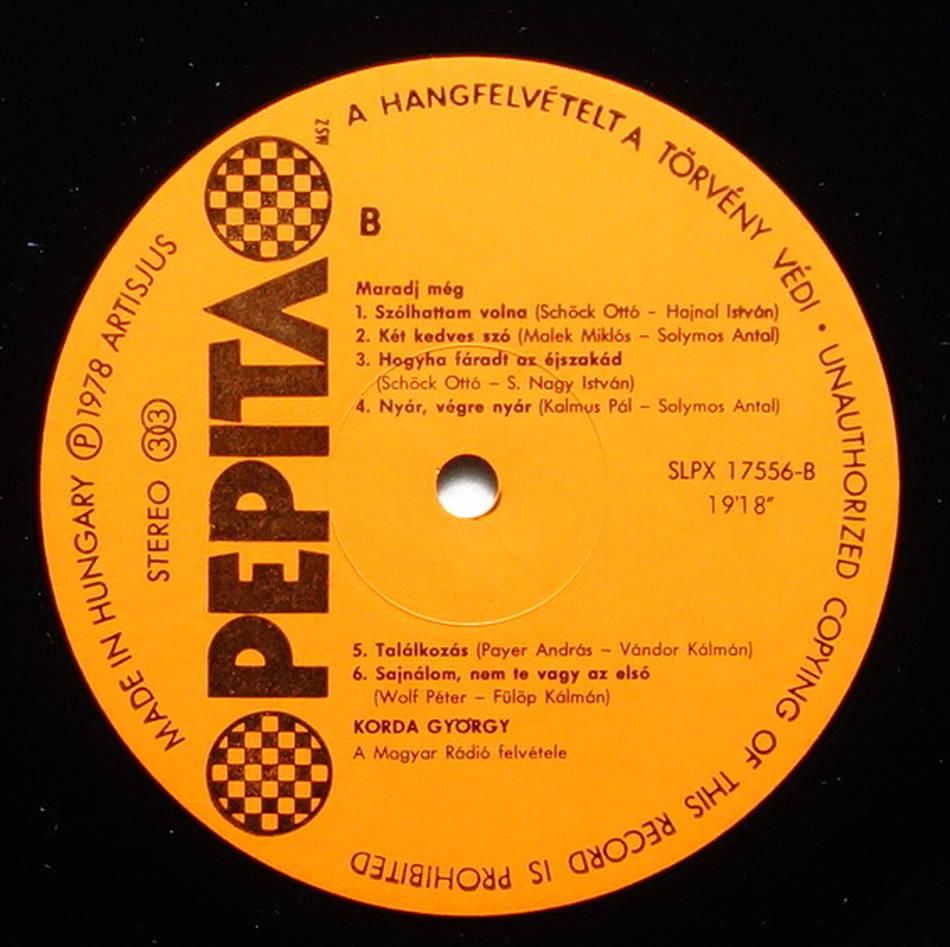 A HANGFELVÉTELT A TÖRVÉNY VÉDI • UNAUTHORIZED COPYING OF THIS RECORD IS PROHIBITED
MADE IN HUNGARY Ⓟ 1978 ARTISJUS
STEREO 33
PEPITA
MSZ
B
Maradj még
1. Szólhattam volna (Schöck Ottó - Hajnal István)
2. Két kedves szó (Malek Miklós – Solymos Antal)
3. Hogyha fáradt az éjszakád
(Schöck Ottó – S. Nagy István)
4. Nyár, végre nyár (Kalmus Pál – Solymos Antal)
SLPX 17556-B
19'18"
5. Találkozás (Payer András – Vándor Kálmán)
6. Sajnálom, nem te vagy az első
(Wolf Péter – Fülöp Kálmán)
KORDA GYÖRGY
A Magyar Rádió felvétele